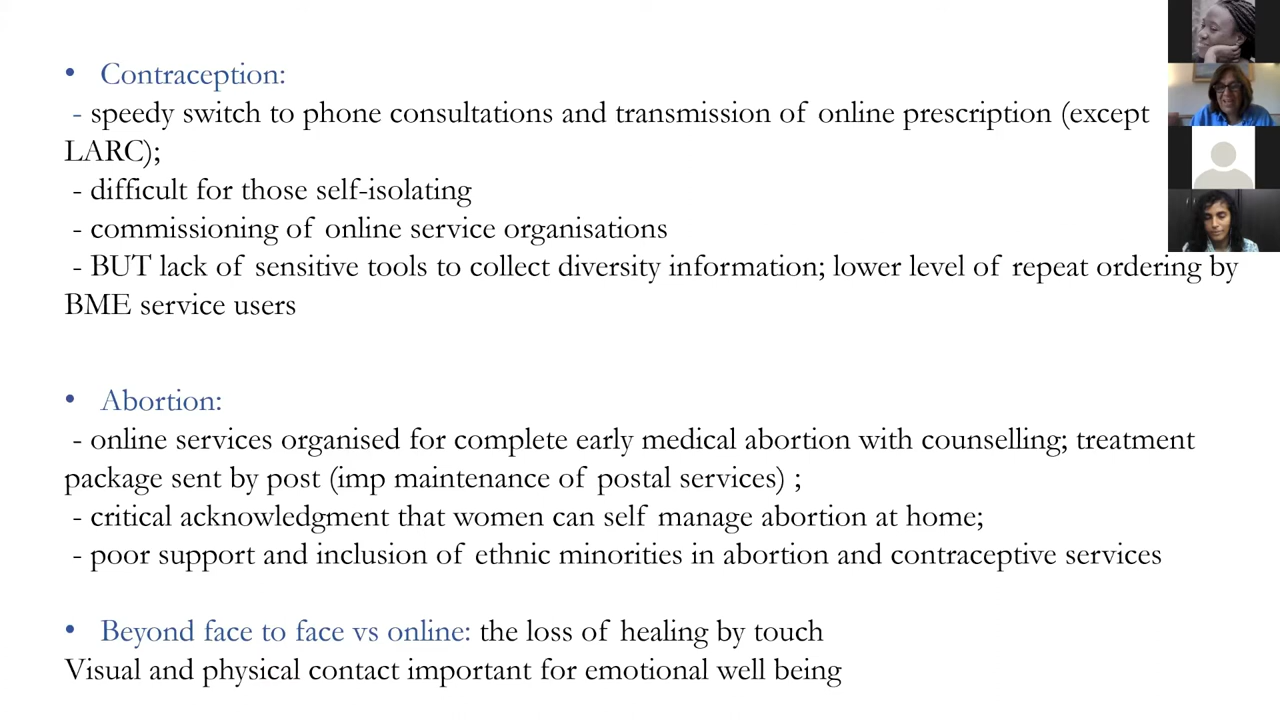 • Contraception:
- speedy switch to phone consultations and transmission of online prescription (except
LARC);
- difficult for those self-isolating
- commissioning of online service organisations
- BUT lack of sensitive tools to collect diversity information; lower level of repeat ordering by
BME service users
• Abortion:
- online services organised for complete early medical abortion with counselling; treatment
package sent by post (imp maintenance of postal services) ;
- critical acknowledgment that women can self manage abortion at home;
- poor support and inclusion of ethnic minorities in abortion and contraceptive services
• Beyond face to face vs online: the loss of healing by touch
Visual and physical contact important for emotional well being